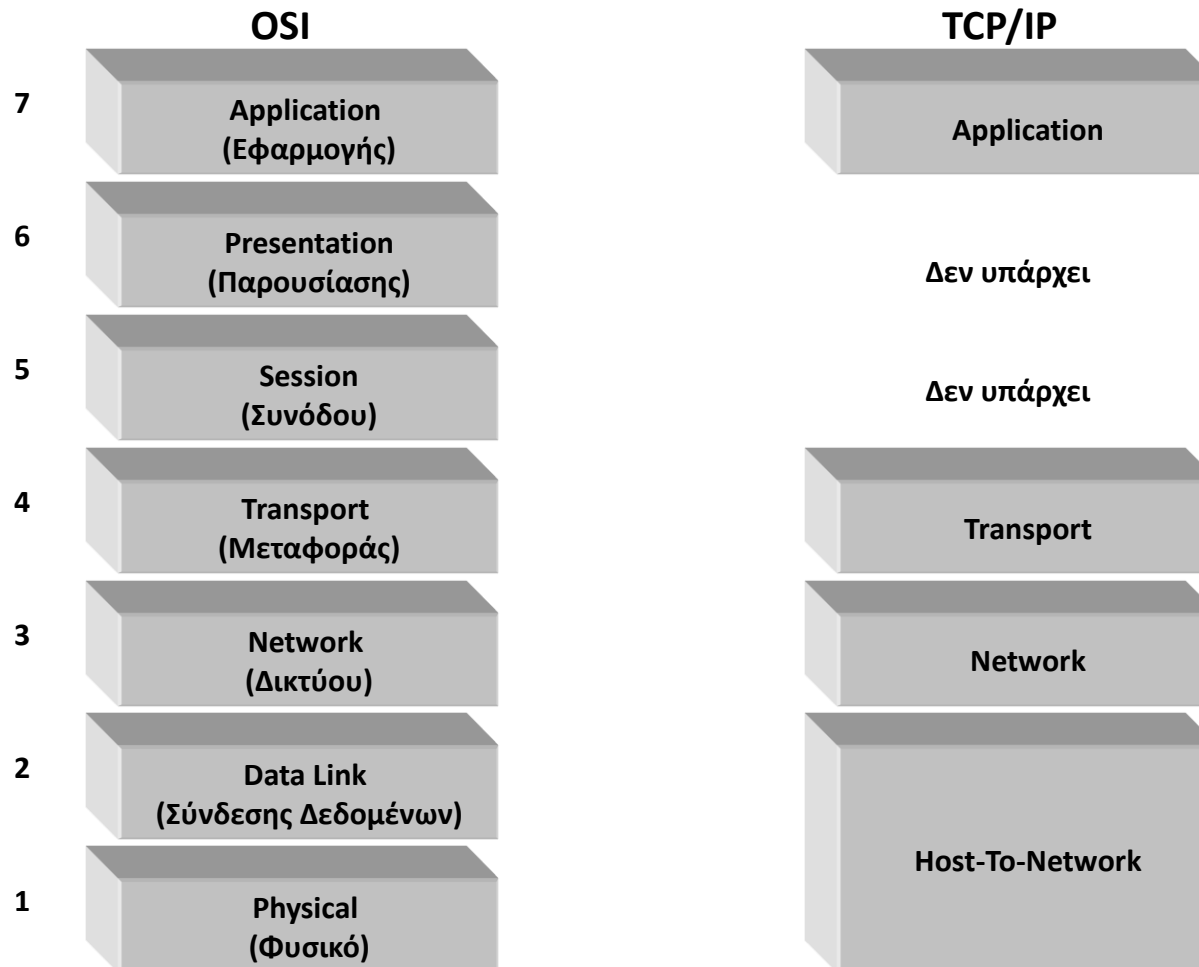 OSI
TCP/IP
7
Application
(Εφαρμογής)
Application
6
Presentation
(Παρουσίασης)
Δεν υπάρχει
5
Session
(Συνόδου)
Δεν υπάρχει
4
Transport
(Μεταφοράς)
Transport
3
Network
(Δικτύου)
Network
2
Data Link
(Σύνδεσης Δεδομένων)
Host-To-Network
1
Physical
(Φυσικό)